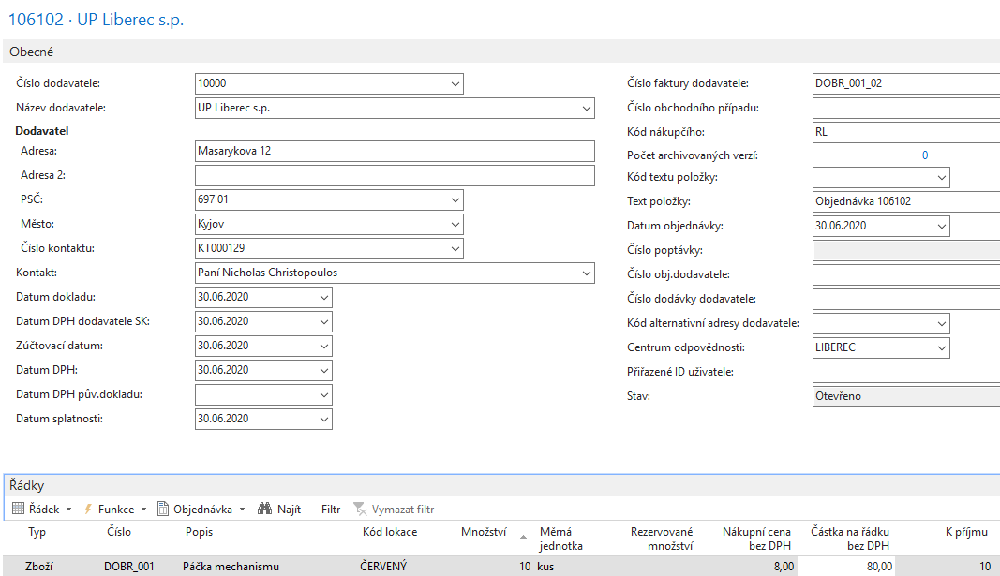 106102 · UP Liberec s.p.
Obecné
Číslo dodavatele: 10000
Název dodavatele: UP Liberec s.p.
Dodavatel
Adresa: Masarykova 12
Adresa 2:
PSČ: 697 01
Město: Kyjov
Číslo kontaktu: KT000129
Kontakt: Paní Nicholas Christopoulos
Datum dokladu: 30.06.2020
Datum DPH dodavatele SK: 30.06.2020
Zúčtovací datum: 30.06.2020
Datum DPH: 30.06.2020
Datum DPH pův.dokladu:
Datum splatnosti: 30.06.2020
Číslo faktury dodavatele: DOBR_001_02
Číslo obchodního případu:
Kód nákupčího: RL
Počet archivovaných verzí: 0
Kód textu položky:
Text položky: Objednávka 106102
Datum objednávky: 30.06.2020
Číslo poptávky:
Číslo obj.dodavatele:
Číslo dodávky dodavatele:
Kód alternativní adresy dodavatele:
Centrum odpovědnosti: LIBEREC
Přiřazené ID uživatele:
Stav: Otevřeno
Řádky
Řádek Funkce Objednávka Najít Filtr Vymazat filtr
Typ Číslo Popis Kód lokace Množství Měrná jednotka Rezervované množství Nákupní cena bez DPH Částka na řádku bez DPH K příjmu
Zboží DOBR_001 Páčka mechanismu ČERVENÝ 10 kus 8,00 80,00 10